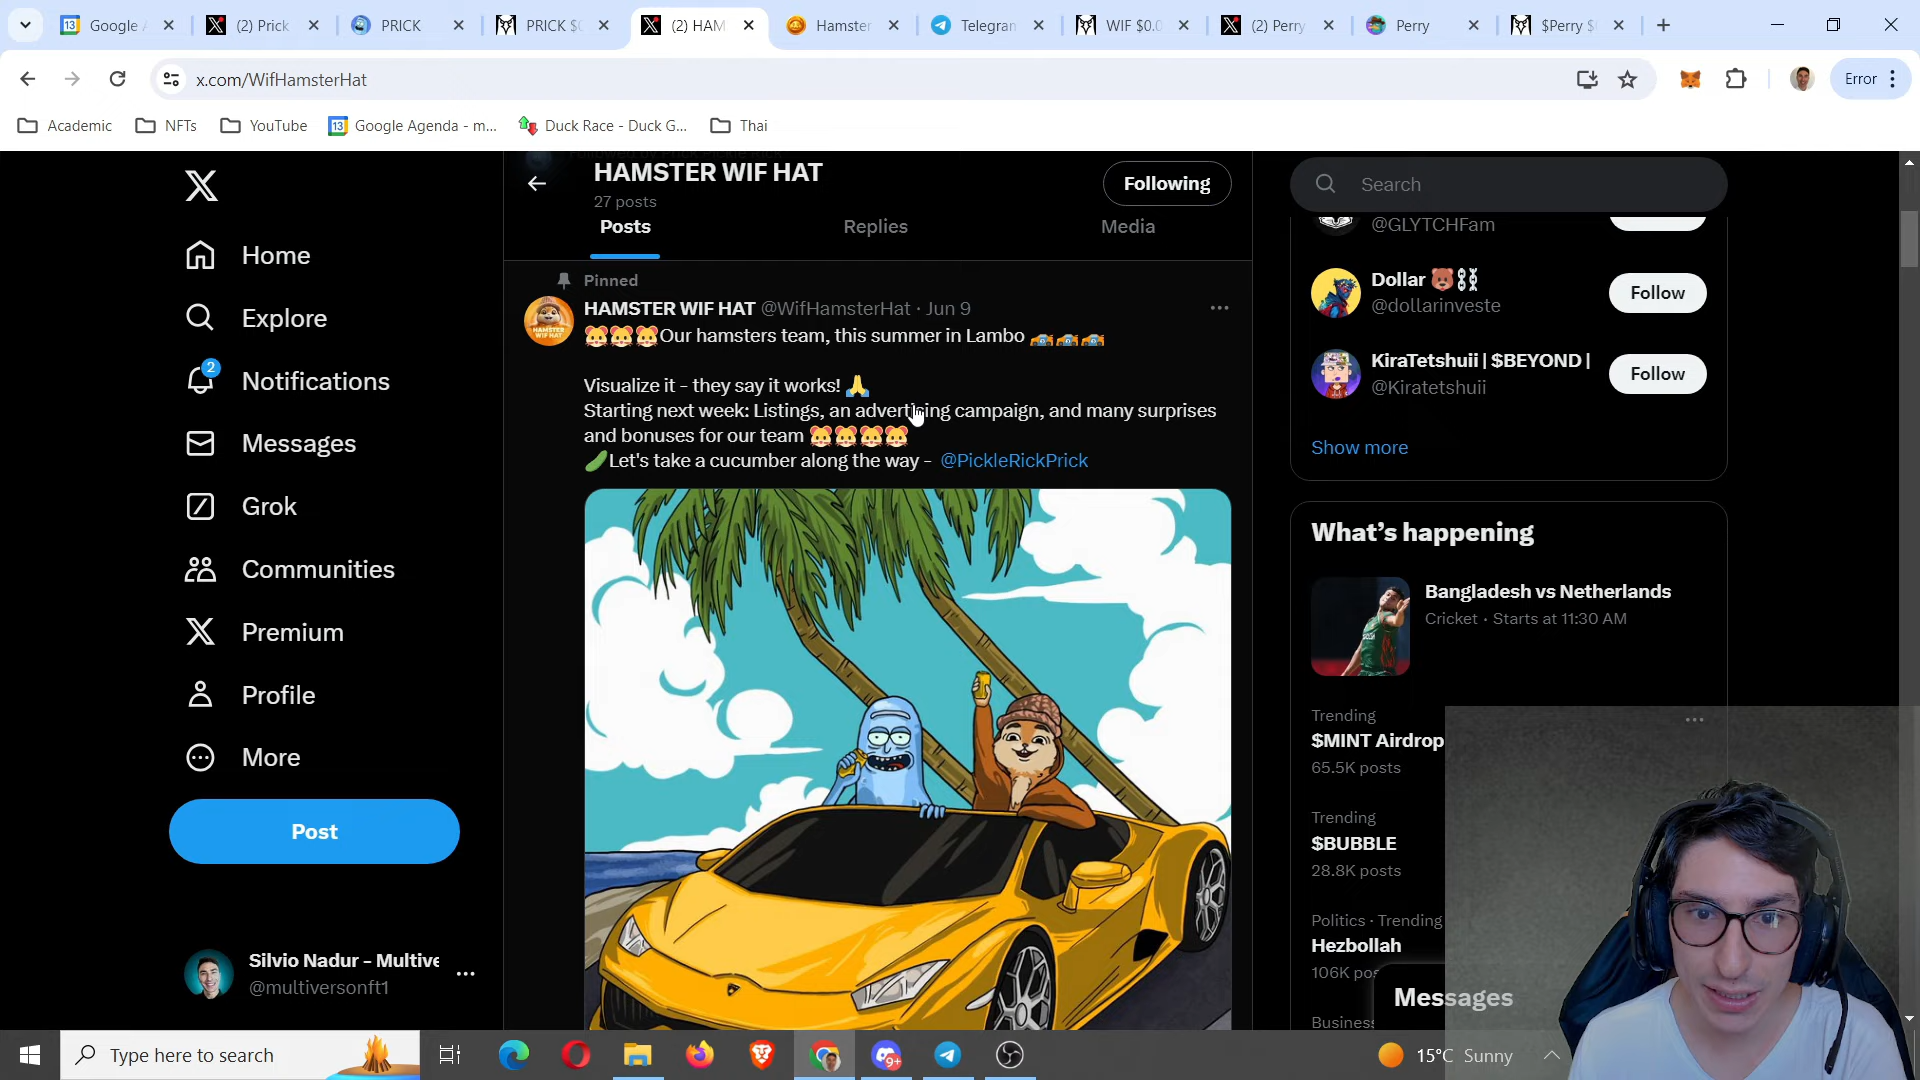 Google A
(2) Prick
PRICK
PRICK $0
(2) HAM
Hamster
Telegram
WIF $0.0
(2) Perry
Perry
$Perry $
x.com/WifHamsterHat
Error
Academic
NFTs
YouTube
Google Agenda - m...
Duck Race - Duck G...
Thai
HAMSTER WIF HAT
27 posts
Following
Posts
Replies
Media
Home
Explore
2
Notifications
Messages
Grok
Communities
Premium
Profile
More
Post
Silvio Nadur - Multive
@multiversonft1
Pinned
HAMSTER WIF HAT @WifHamsterHat · Jun 9
🐹🐹🐹Our hamsters team, this summer in Lambo 🚘🚘🚘
Visualize it - they say it works! 🙏
Starting next week: Listings, an advertising campaign, and many surprises
and bonuses for our team 🐹🐹🐹🐹
🥒Let's take a cucumber along the way - @PickleRickPrick
Search
@GLYTCHFam
Dollar 🐻⛓️
@dollarinveste
Follow
KiraTetshuii | $BEYOND |
@Kiratetshuii
Follow
Show more
What's happening
Bangladesh vs Netherlands
Cricket · Starts at 11:30 AM
Trending
$MINT Airdrop
65.5K posts
Trending
$BUBBLE
28.8K posts
Politics · Trending
Hezbollah
106K pos
Business
Messages
Type here to search
9+
15°C Sunny